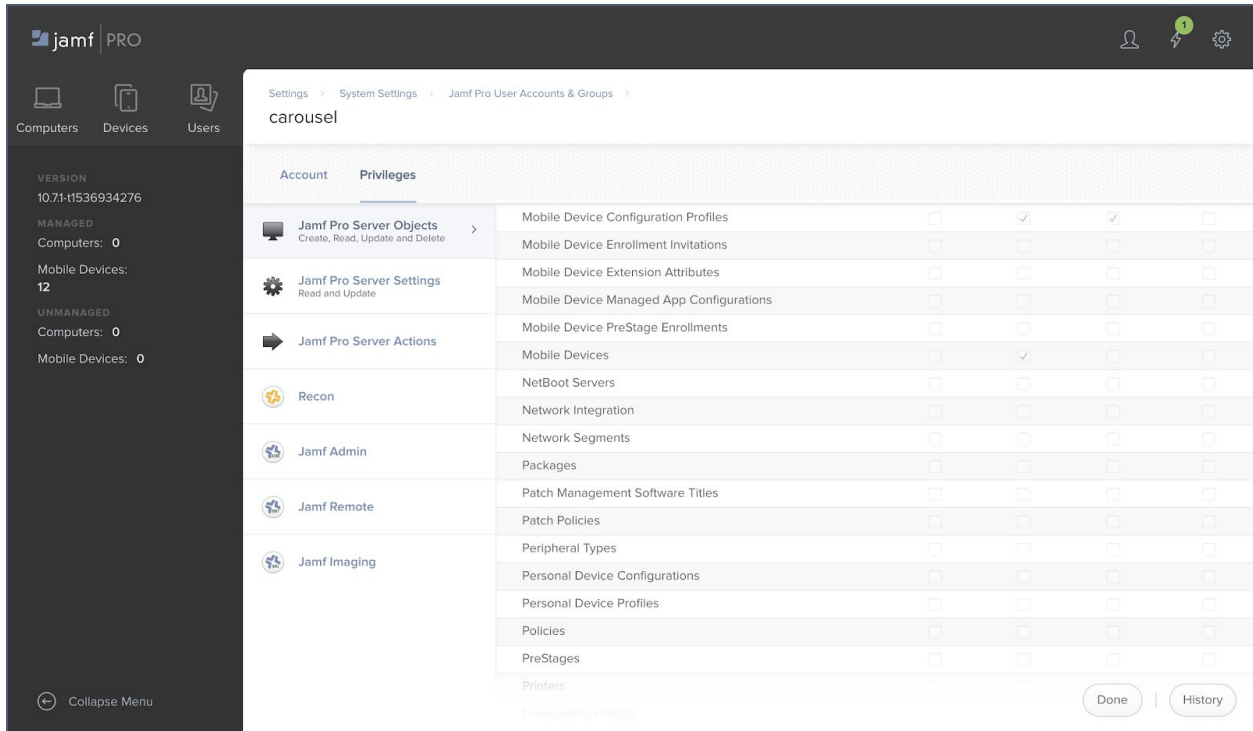 jamf PRO
1
Computers
Devices
Users
VERSION
10.7.1-t1536934276
MANAGED
Computers: 0
Mobile Devices:
12
UNMANAGED
Computers: 0
Mobile Devices: 0
Collapse Menu
Settings > System Settings > Jamf Pro User Accounts & Groups >
carousel
Account
Privileges
Jamf Pro Server Objects
Create, Read, Update and Delete
Jamf Pro Server Settings
Read and Update
Jamf Pro Server Actions
Recon
Jamf Admin
Jamf Remote
Jamf Imaging
Mobile Device Configuration Profiles
Mobile Device Enrollment Invitations
Mobile Device Extension Attributes
Mobile Device Managed App Configurations
Mobile Device PreStage Enrollments
Mobile Devices
NetBoot Servers
Network Integration
Network Segments
Packages
Patch Management Software Titles
Patch Policies
Peripheral Types
Personal Device Configurations
Personal Device Profiles
Policies
PreStages
Printers
Provisioning Profiles
Done
History